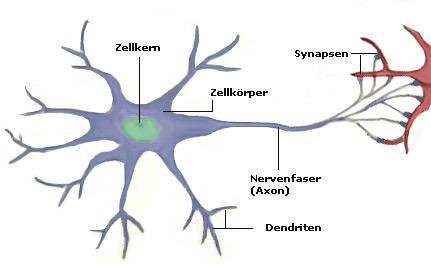 Zellkern
Synapsen
Zellkörper
Nervenfaser
(Axon)
Dendriten